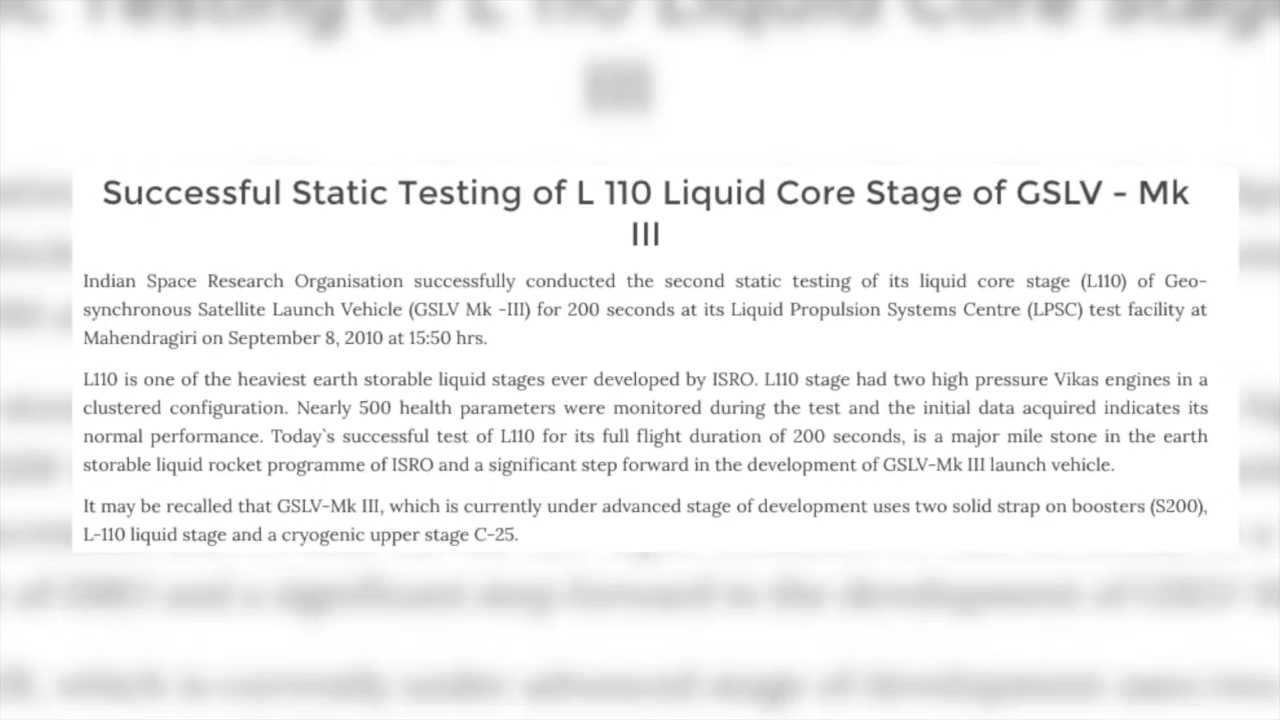 Successful Static Testing of L 110 Liquid Core Stage of GSLV - Mk
III
Indian Space Research Organisation successfully conducted the second static testing of its liquid core stage (L110) of Geo-
synchronous Satellite Launch Vehicle (GSLV Mk -III) for 200 seconds at its Liquid Propulsion Systems Centre (LPSC) test facility at
Mahendragiri on September 8, 2010 at 15:50 hrs.
L110 is one of the heaviest earth storable liquid stages ever developed by ISRO. L110 stage had two high pressure Vikas engines in a
clustered configuration. Nearly 500 health parameters were monitored during the test and the initial data acquired indicates its
normal performance. Today`s successful test of L110 for its full flight duration of 200 seconds, is a major mile stone in the earth
storable liquid rocket programme of ISRO and a significant step forward in the development of GSLV-Mk III launch vehicle.
It may be recalled that GSLV-Mk III, which is currently under advanced stage of development uses two solid strap on boosters (S200),
L-110 liquid stage and a cryogenic upper stage C-25.